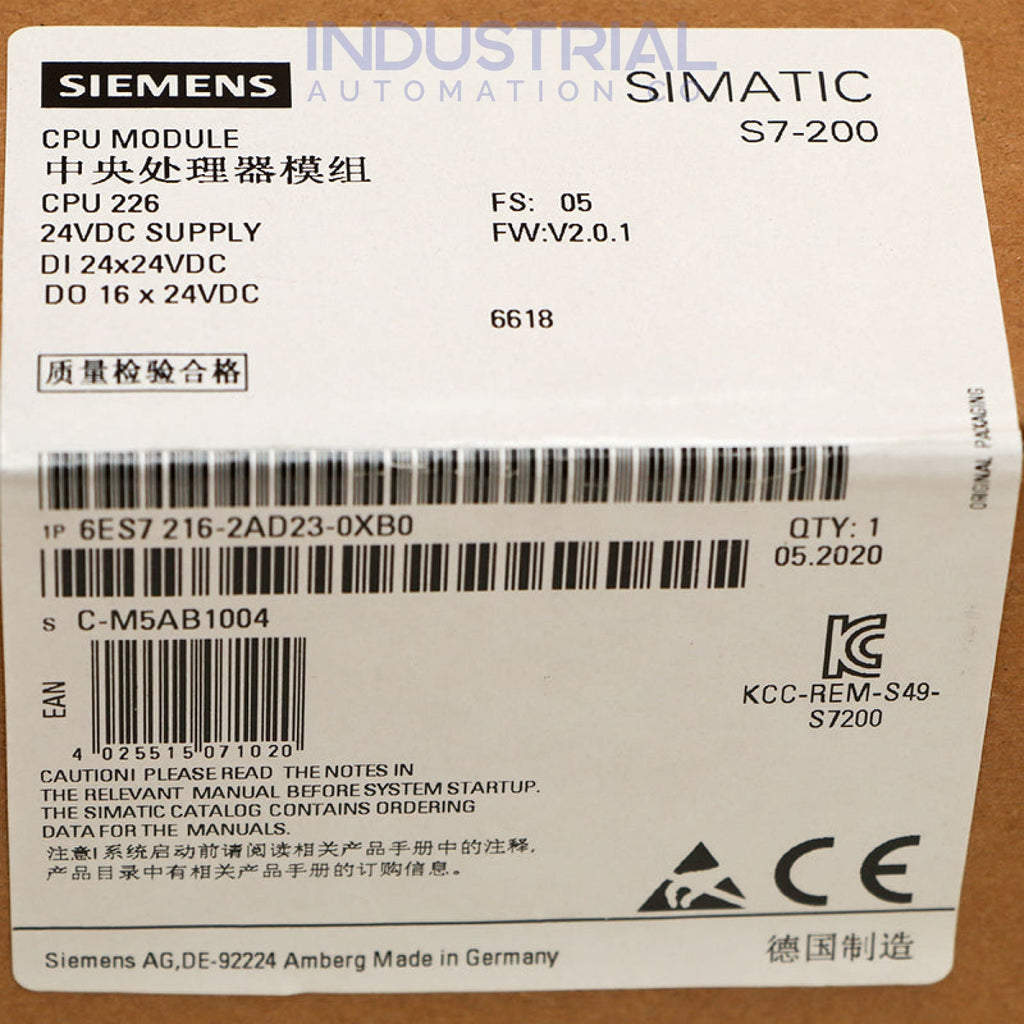 INDUSTRIAL
AUTOMATION CO
SIEMENS
SIMATIC
S7-200
CPU MODULE
中央处理器模组
CPU 226
FS: 05
24VDC SUPPLY
FW:V2.0.1
DI 24x24VDC
DO 16 x 24VDC
6618
质量检验合格
ORIGINAL PACKAGING
1P 6ES7 216-2AD23-0XB0
QTY: 1
05.2020
S C-M5AB1004
EAN
4 025515 071020
KC
KCC-REM-S49-
S7200
CAUTION! PLEASE READ THE NOTES IN
THE RELEVANT MANUAL BEFORE SYSTEM STARTUP.
THE SIMATIC CATALOG CONTAINS ORDERING
DATA FOR THE MANUALS.
注意!系统启动前请阅读相关产品手册中的注释,
产品目录中有相关产品手册的订购信息。
CE
Siemens AG,DE-92224 Amberg Made in Germany
德国制造